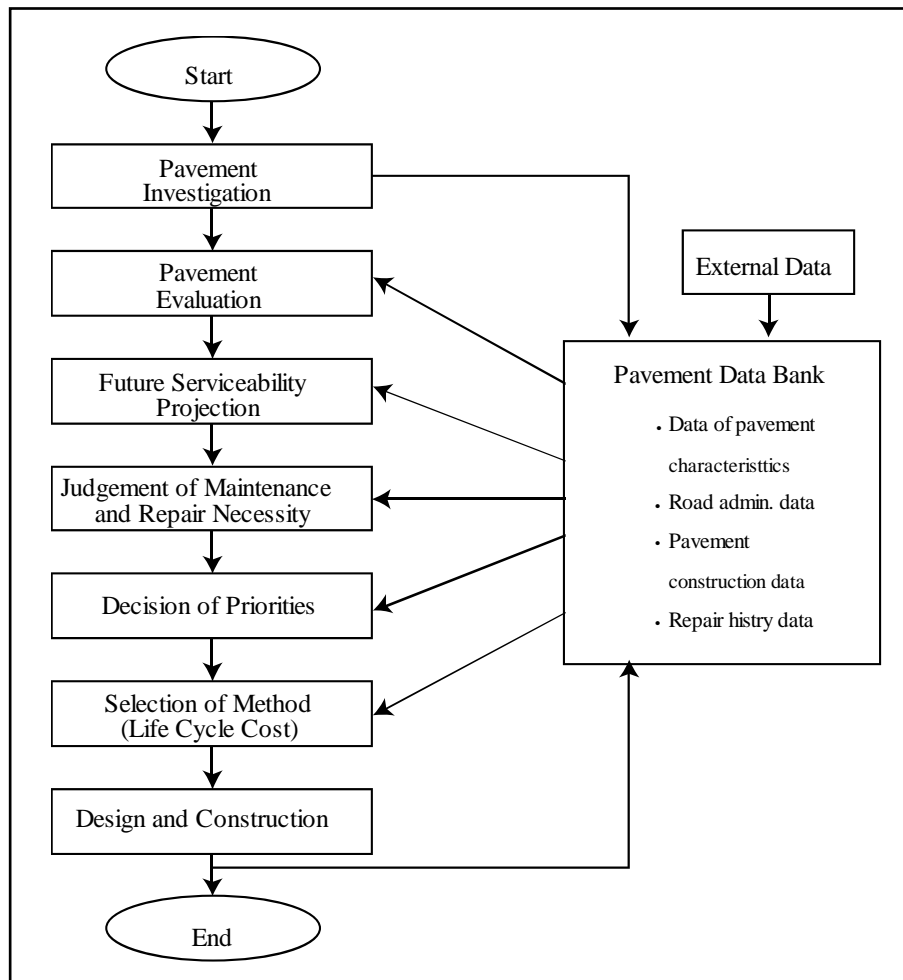 Start
Pavement
Investigation
Pavement
Evaluation
Future Serviceability
Projection
Judgement of Maintenance
and Repair Necessity
Decision of Priorities
Selection of Method
(Life Cycle Cost)
Design and Construction
End
External Data
Pavement Data Bank
• Data of pavement
characteristtics
• Road admin. data
• Pavement
construction data
• Repair histry data